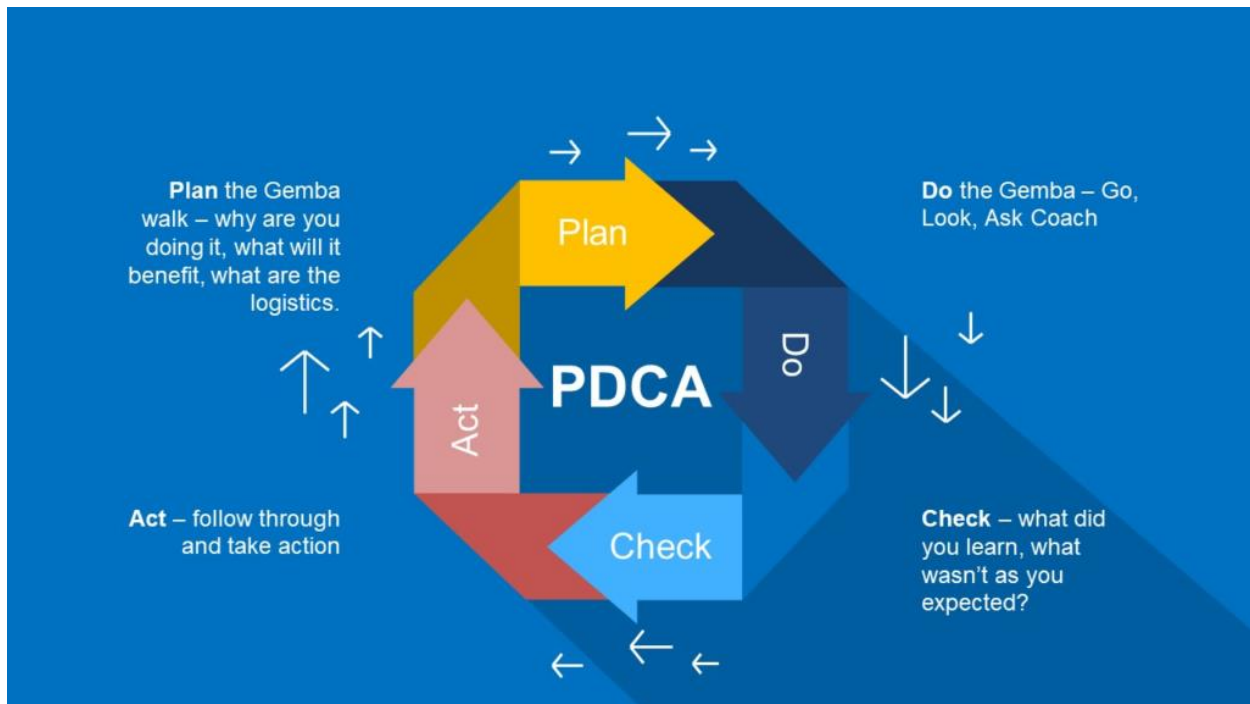 Plan the Gemba
walk – why are you
doing it, what will it
benefit, what are the
logistics.
Plan
Do the Gemba – Go,
Look, Ask Coach
Do
PDCA
Act
Check
Act – follow through
and take action
Check – what did
you learn, what
wasn't as you
expected?